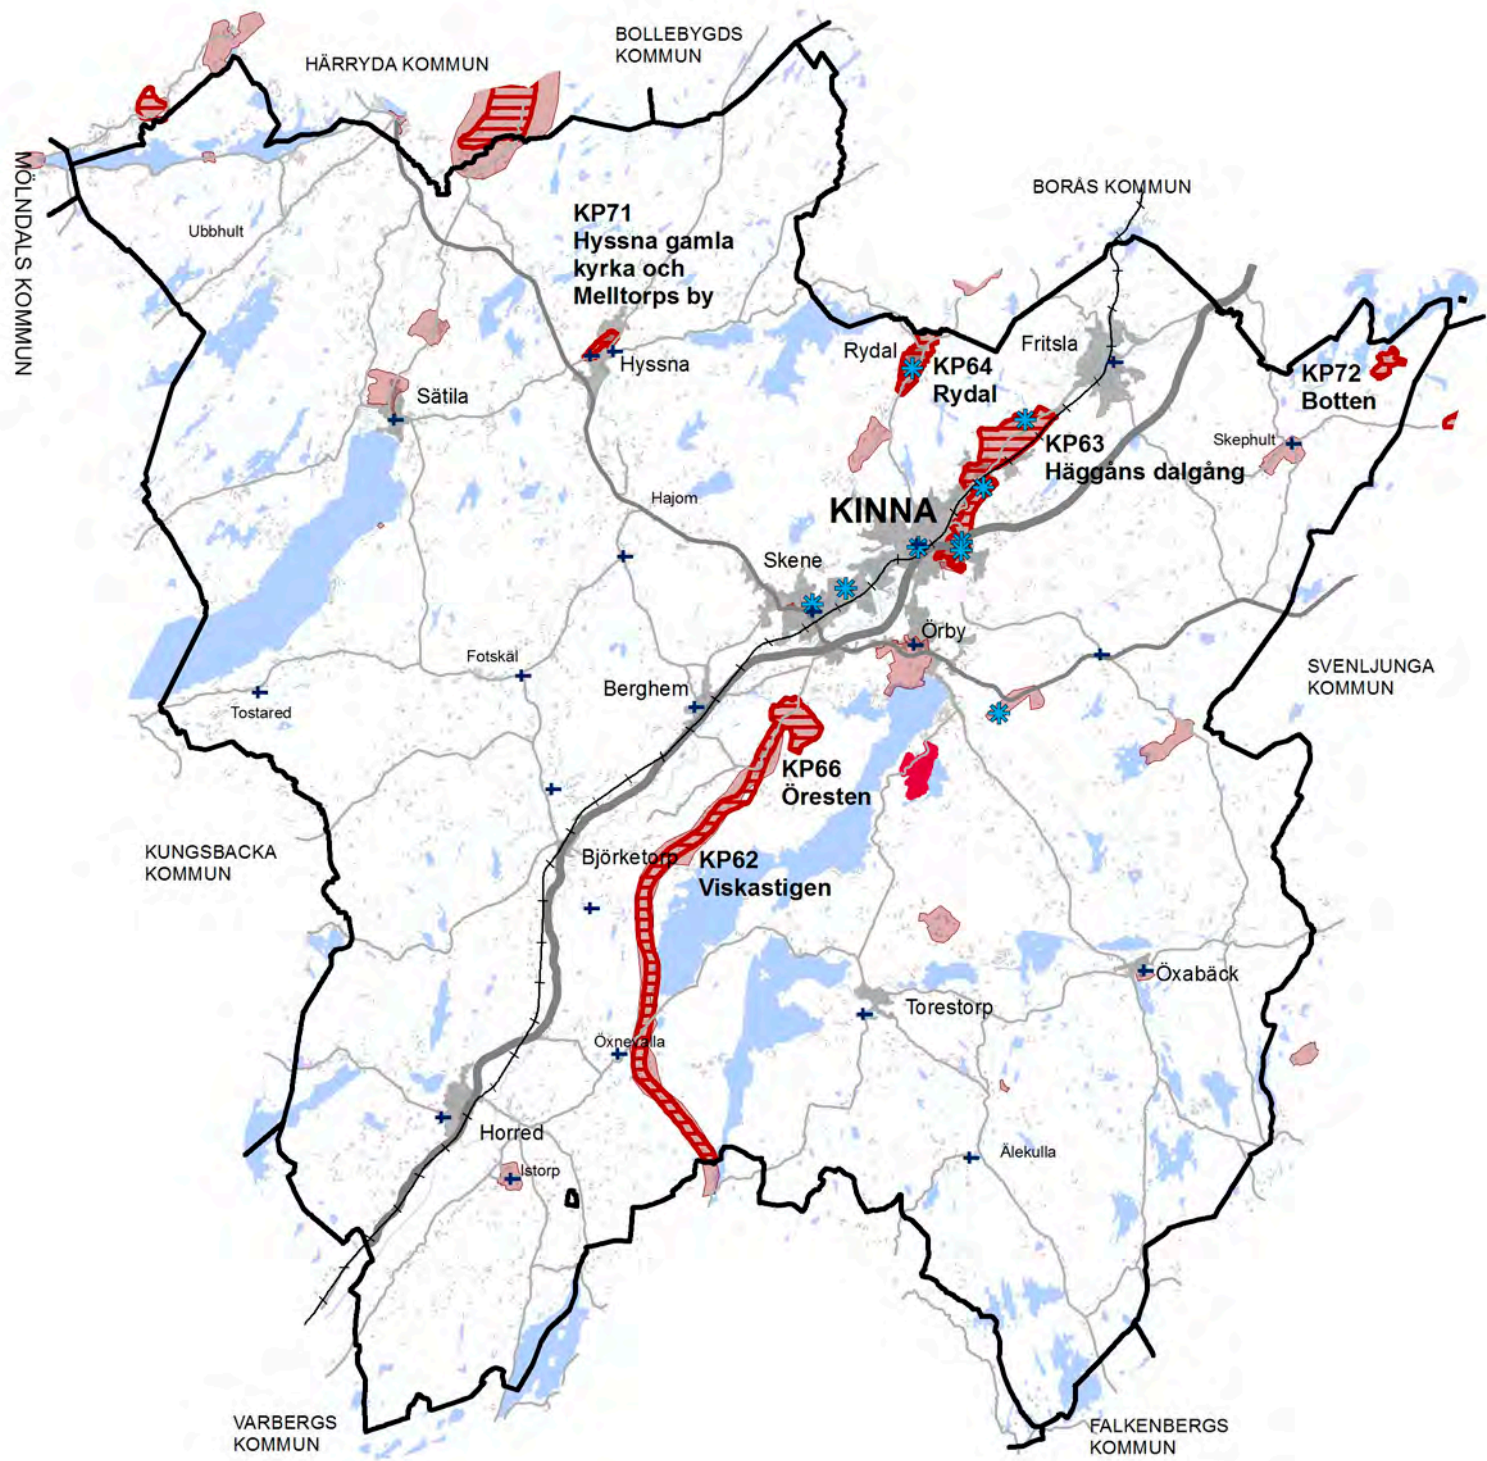 BOLLEBYGDS
KOMMUN
HÄRRYDA KOMMUN
MÖLNDALS KOMMUN
BORÅS KOMMUN
KP71
Hyssna gamla
kyrka och
Melltorps by
Ubbhult
Rydal
Fritsla
Hyssna
KP64
Rydal
KP72
Botten
Sätila
KP63
Häggåns dalgång
Skephult
Hajom
KINNA
Skene
Örby
Fotskäl
Berghem
SVENLJUNGA
KOMMUN
Tostared
KP66
Öresten
KUNGSBACKA
KOMMUN
Björketorp
KP62
Viskastigen
Öxabäck
Torestorp
Öxnevalla
Horred
Älekulla
Istorp
VARBERGS
KOMMUN
FALKENBERGS
KOMMUN